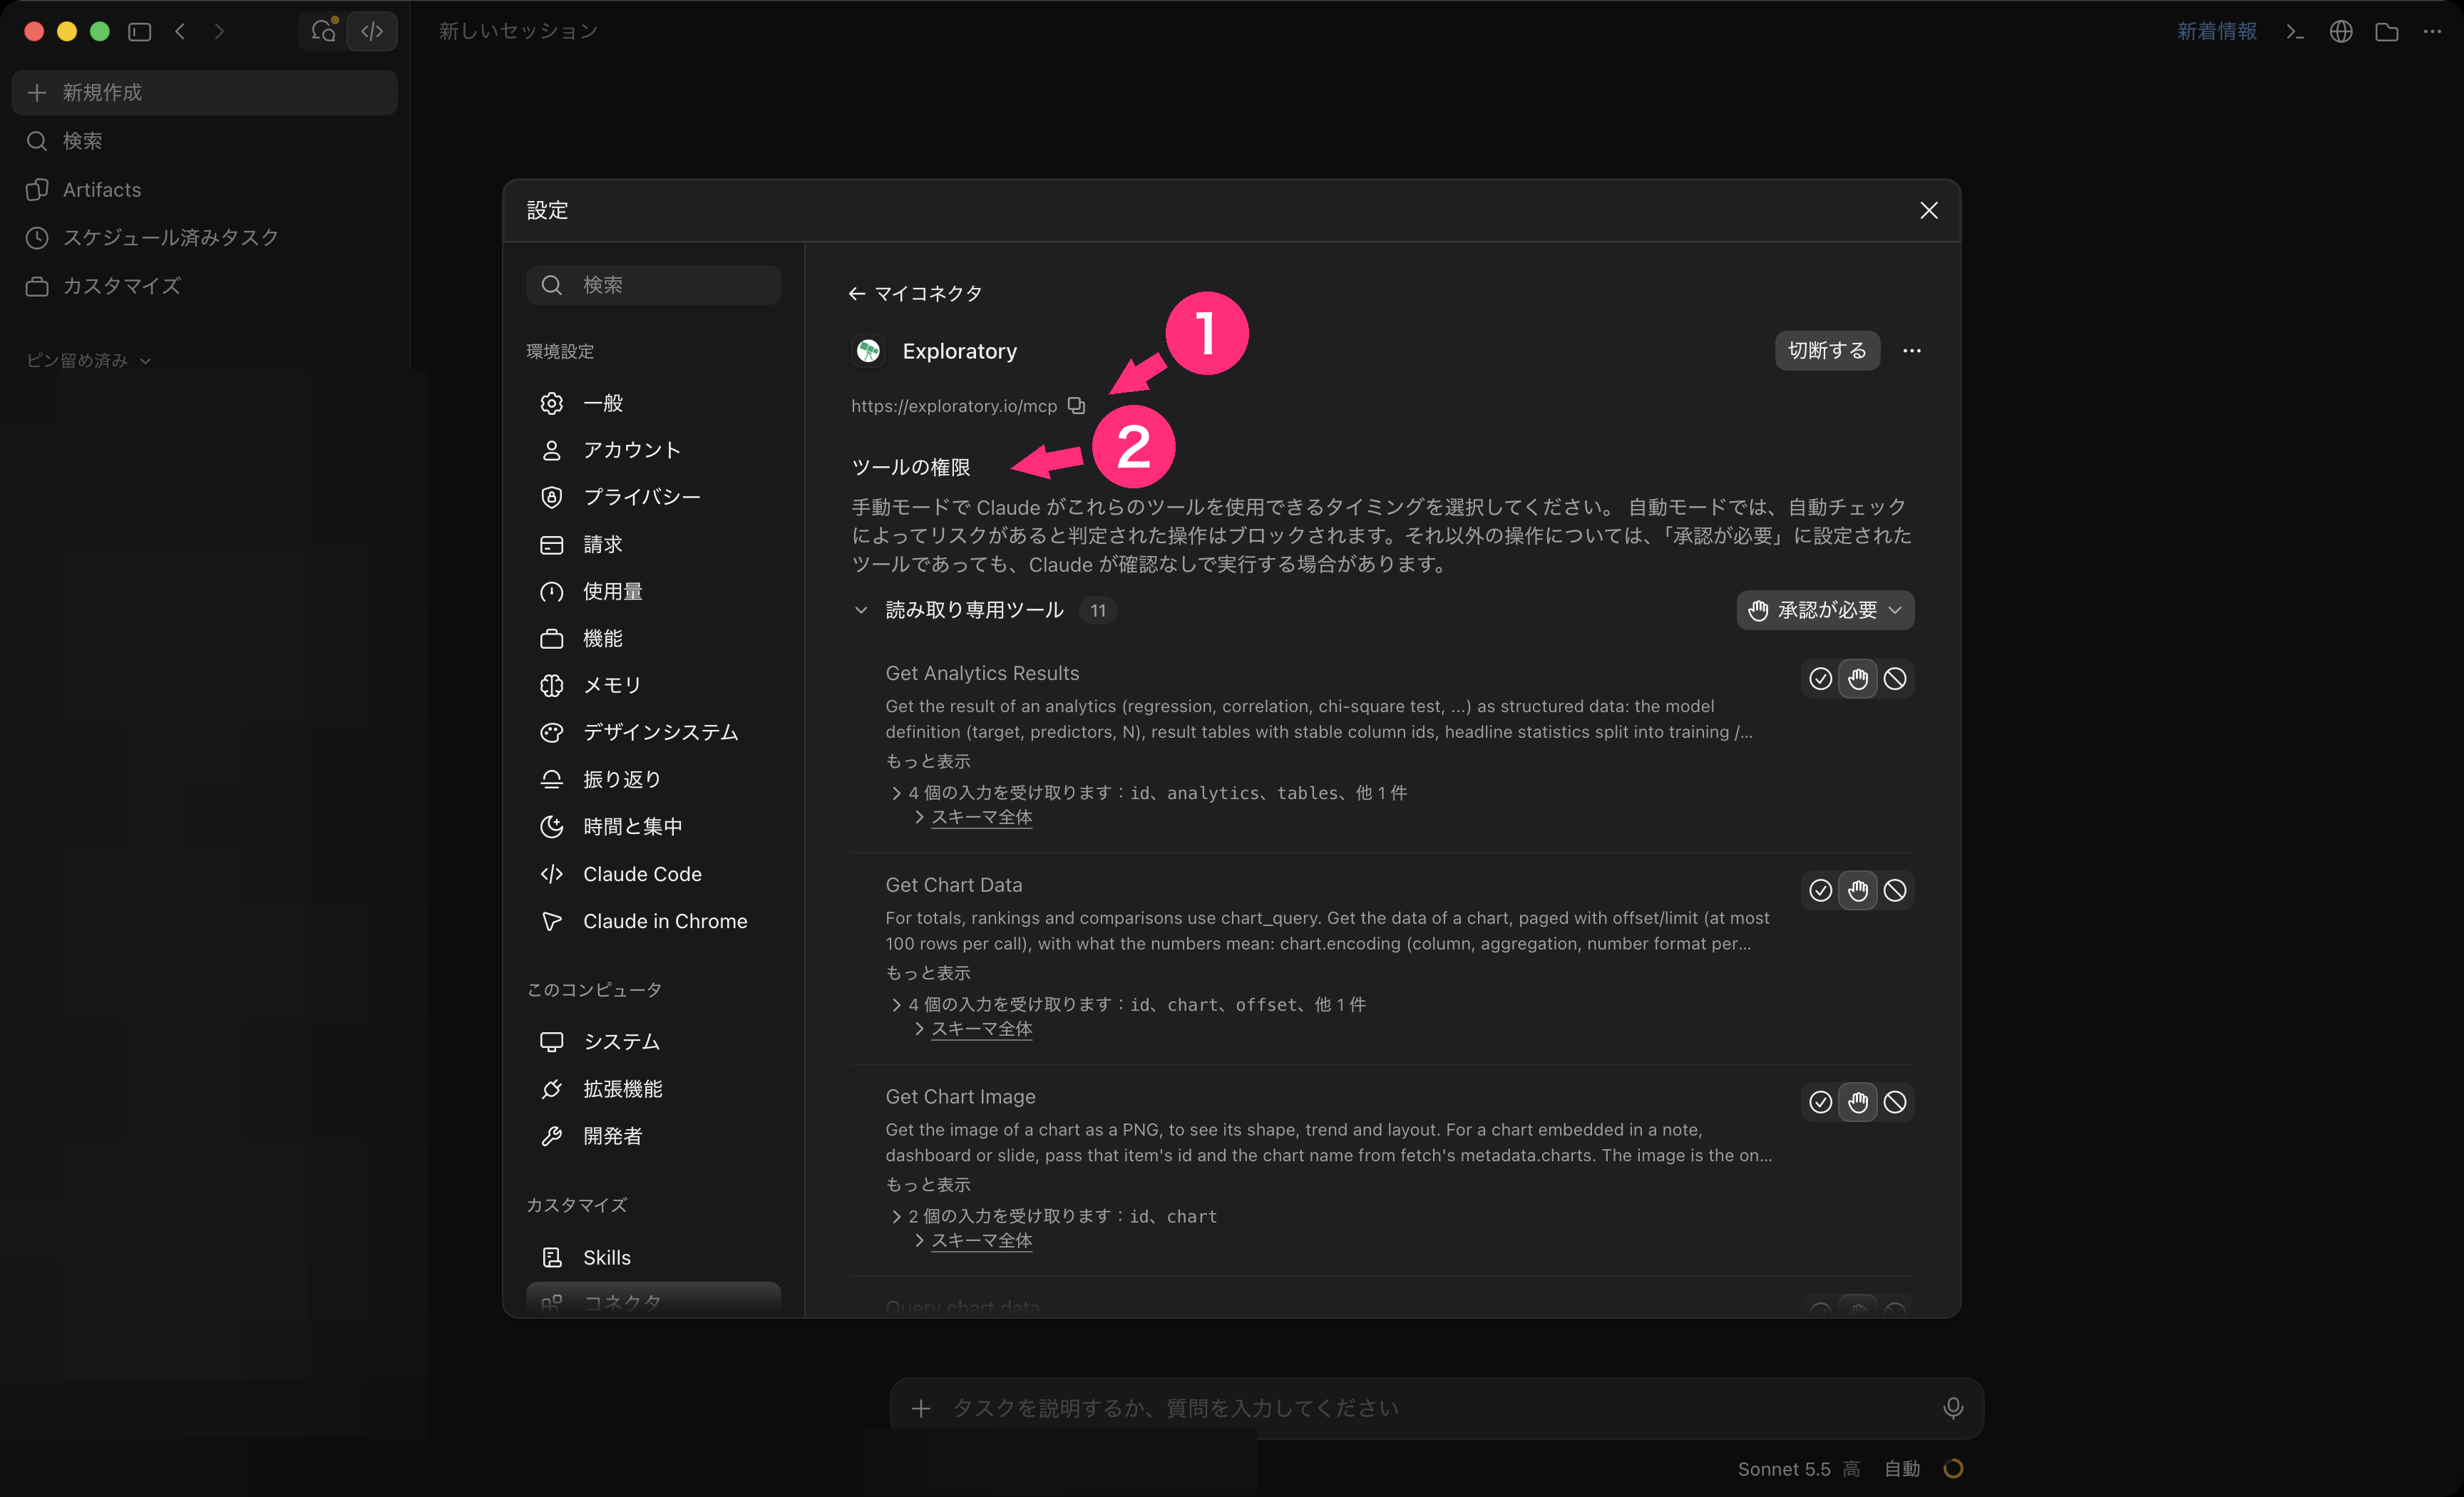 新しいセッション
新着情報
新規作成
検索
Artifacts
スケジュール済みタスク
カスタマイズ
ピン留め済み
設定
検索
環境設定
一般
アカウント
プライバシー
請求
使用量
機能
メモリ
デザインシステム
振り返り
時間と集中
Claude Code
Claude in Chrome
このコンピュータ
システム
拡張機能
開発者
カスタマイズ
Skills
コネクタ
マイコネクタ
1
Exploratory
切断する
https://exploratory.io/mcp
2
ツールの権限
手動モードで Claude がこれらのツールを使用できるタイミングを選択してください。 自動モードでは、自動チェック
によってリスクがあると判定された操作はブロックされます。それ以外の操作については、「承認が必要」に設定された
ツールであっても、Claude が確認なしで実行する場合があります。
読み取り専用ツール 11
承認が必要
Get Analytics Results
Get the result of an analytics (regression, correlation, chi-square test, ...) as structured data: the model
definition (target, predictors, N), result tables with stable column ids, headline statistics split into training /...
もっと表示
4 個の入力を受け取ります：id、analytics、tables、他 1 件
スキーマ全体
Get Chart Data
For totals, rankings and comparisons use chart_query. Get the data of a chart, paged with offset/limit (at most
100 rows per call), with what the numbers mean: chart.encoding (column, aggregation, number format per...
もっと表示
4 個の入力を受け取ります：id、chart、offset、他 1 件
スキーマ全体
Get Chart Image
Get the image of a chart as a PNG, to see its shape, trend and layout. For a chart embedded in a note,
dashboard or slide, pass that item's id and the chart name from fetch's metadata.charts. The image is the on...
もっと表示
2 個の入力を受け取ります：id、chart
スキーマ全体
Query chart data
タスクを説明するか、質問を入力してください
Sonnet 5.5 高 自動